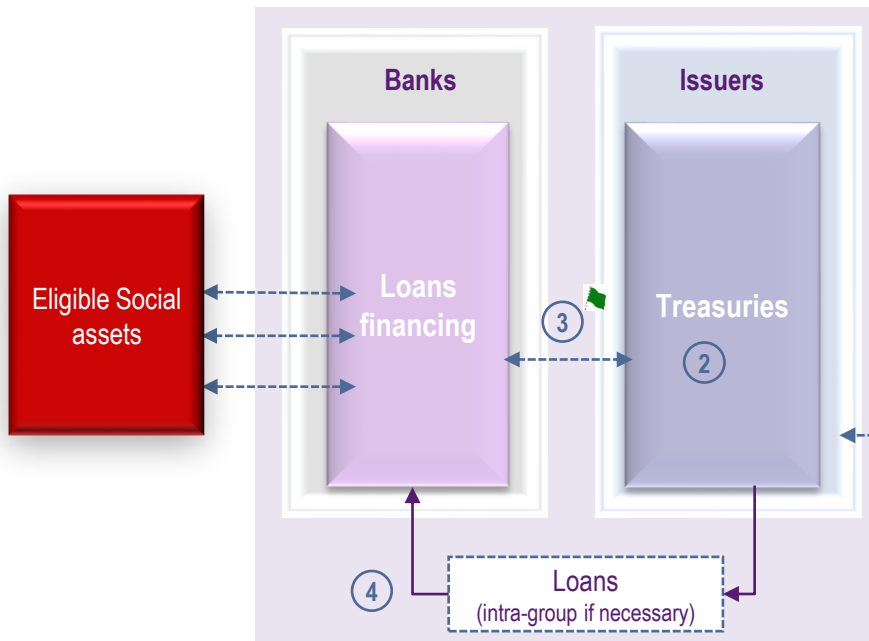 Banks
Issuers
Eligible Social
assets
Loans
financing
3
Treasuries
2
4
Loans
(intra-group if necessary)